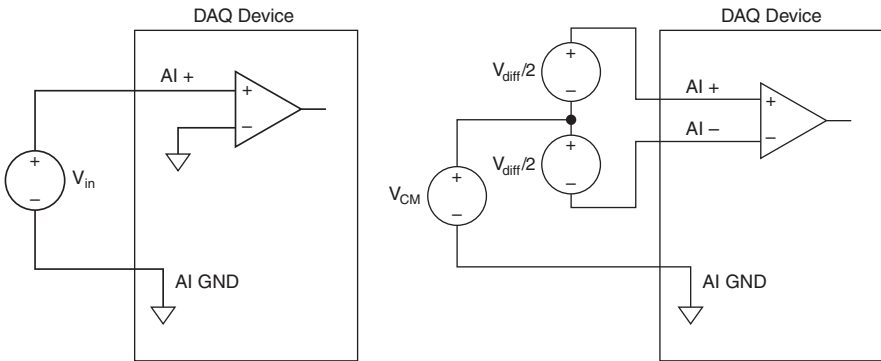 DAQ Device
AI +
+
−
+
V_in
−
AI GND
DAQ Device
+
V_diff/2
−
AI +
+
AI −
−
+
V_diff/2
−
+
V_CM
−
AI GND